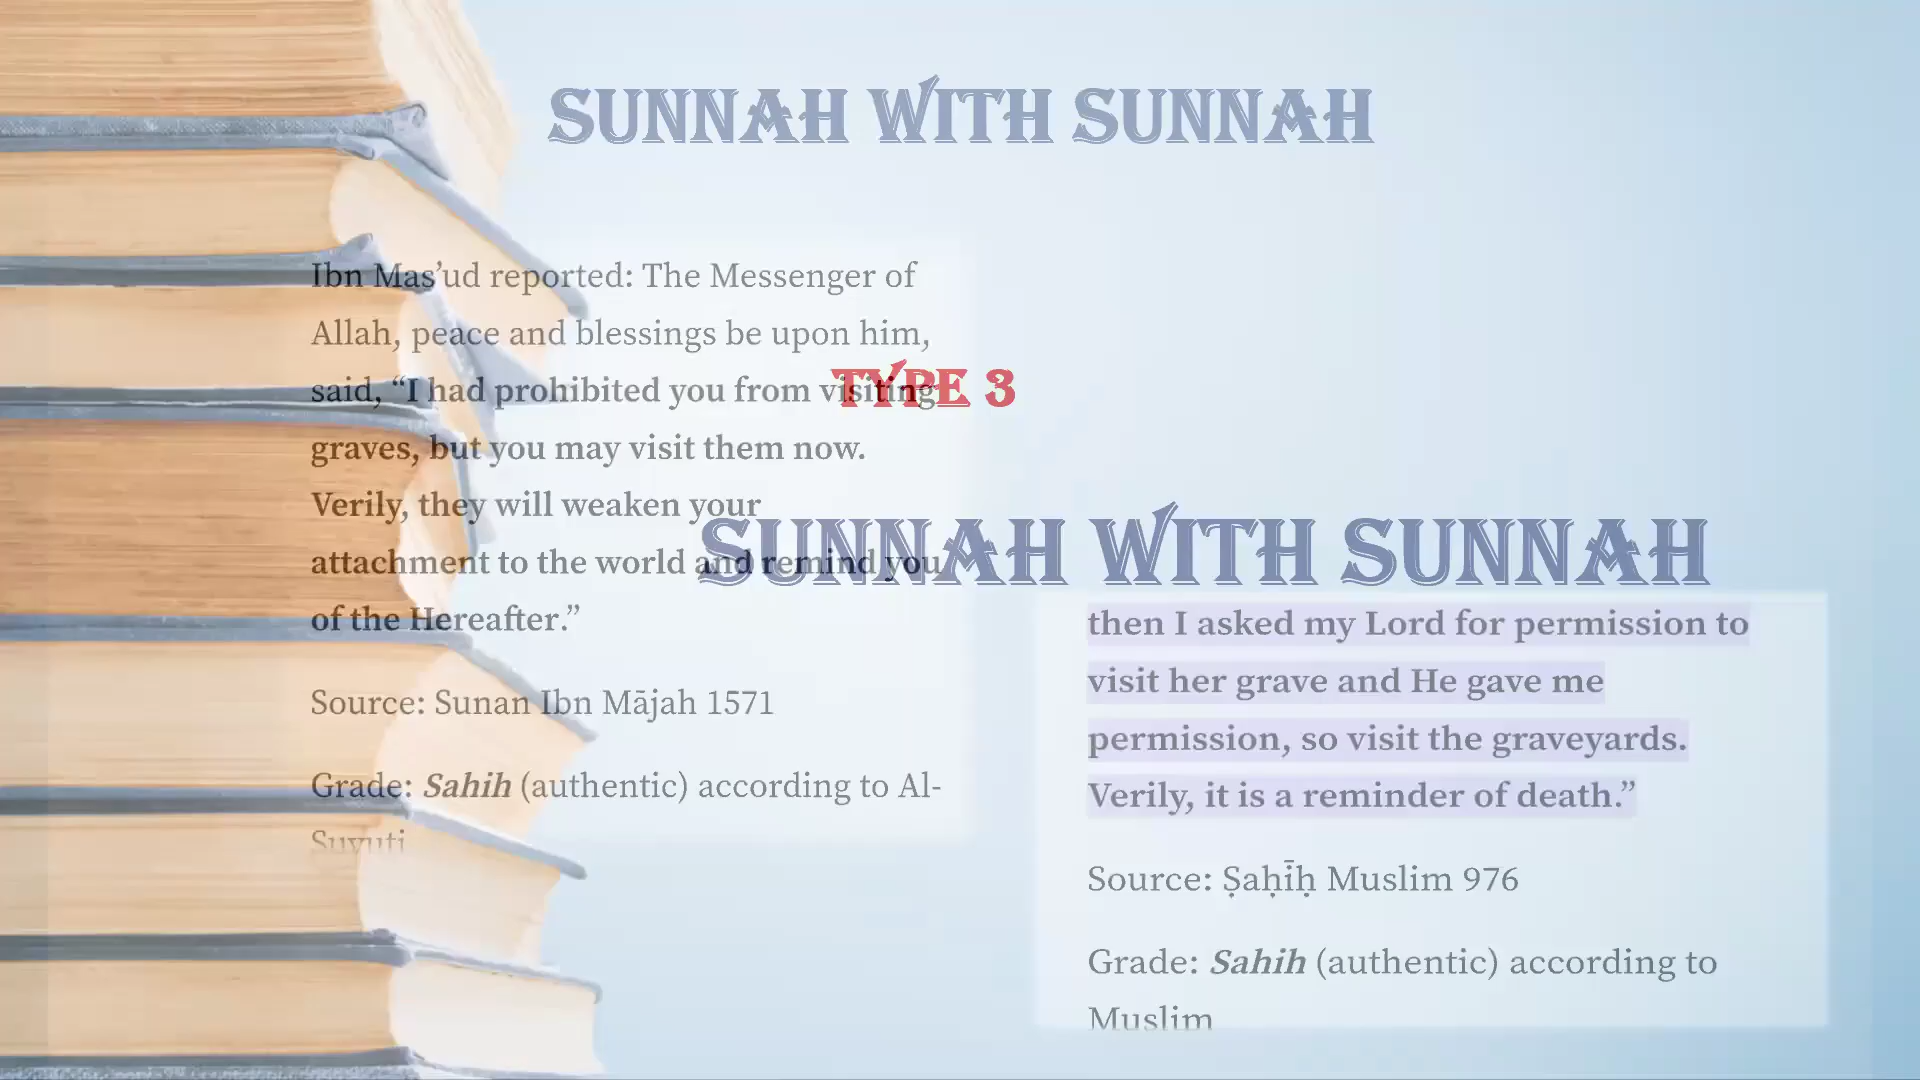 SUNNAH WITH SUNNAH
Ibn Mas’ud reported: The Messenger of
Allah, peace and blessings be upon him,
said, “I had prohibited you from visiting
graves, but you may visit them now.
Verily, they will weaken your
attachment to the world and remind you
of the Hereafter.”
Source: Sunan Ibn Mājah 1571
Grade: Sahih (authentic) according to Al-
Suyuti
TYPE 3
SUNNAH WITH SUNNAH
then I asked my Lord for permission to
visit her grave and He gave me
permission, so visit the graveyards.
Verily, it is a reminder of death.”
Source: Ṣaḥīḥ Muslim 976
Grade: Sahih (authentic) according to
Muslim